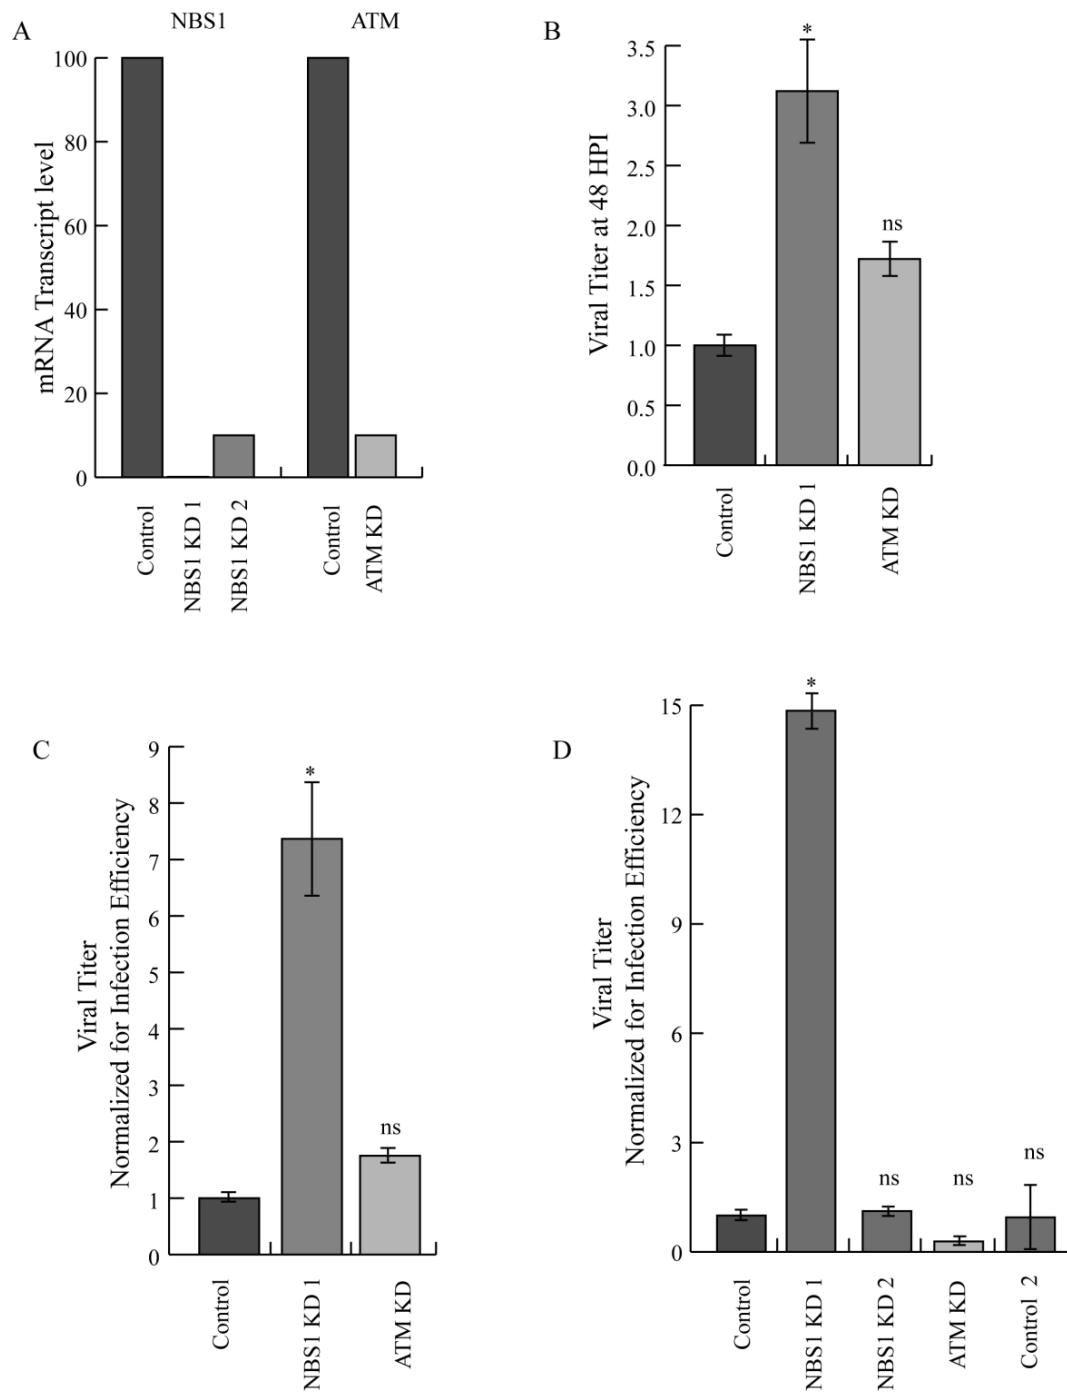 A
NBS1
ATM
mRNA Transcript level
100
80
60
40
20
0
Control
NBS1 KD 1
NBS1 KD 2
Control
ATM KD
B
Viral Titer at 48 HPI
3.5
3.0
2.5
2.0
1.5
1.0
0.5
0.0
*
ns
Control
NBS1 KD 1
ATM KD
C
Viral Titer
Normalized for Infection Efficiency
9
8
7
6
5
4
3
2
1
0
*
ns
Control
NBS1 KD 1
ATM KD
D
Viral Titer
Normalized for Infection Efficiency
15
12
9
6
3
0
*
ns
ns
ns
Control
NBS1 KD 1
NBS1 KD 2
ATM KD
Control 2